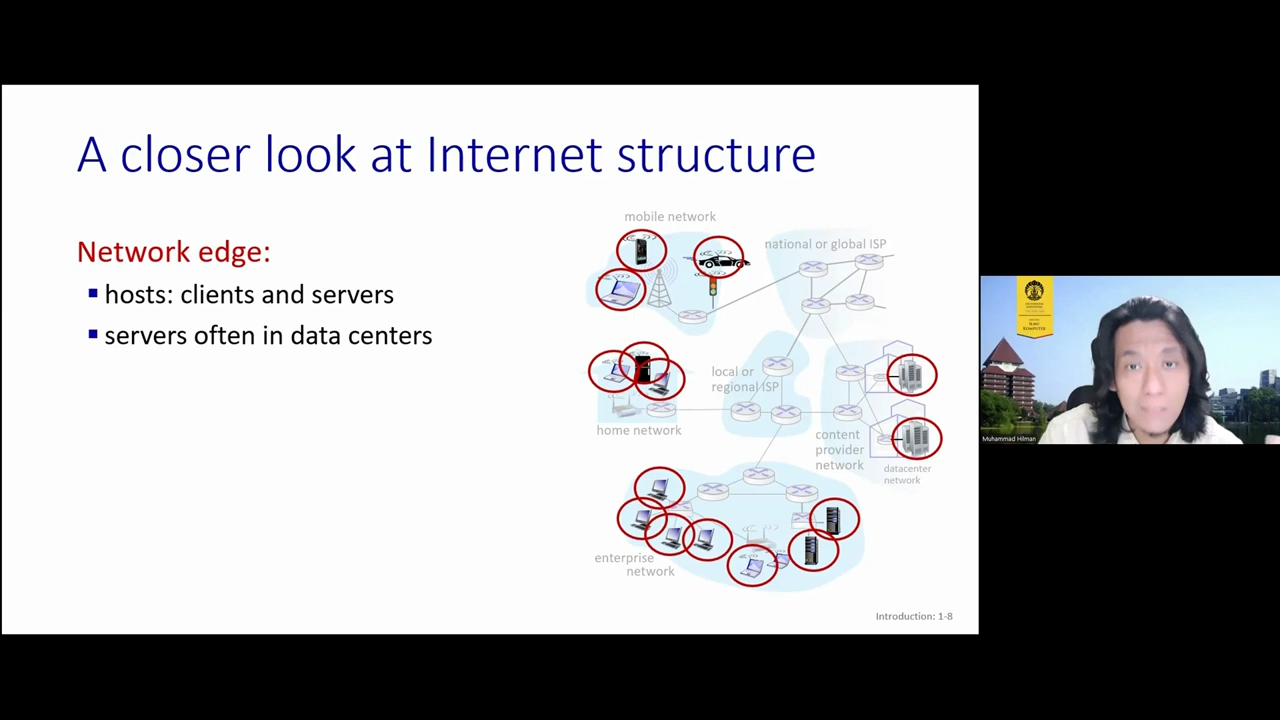 A closer look at Internet structure
Network edge:
hosts: clients and servers
servers often in data centers
mobile network
national or global ISP
local or
regional ISP
home network
content
provider
network
datacenter
network
enterprise
network
Introduction: 1-8
ILMU
KOMPUTER
Muhammad Hilman